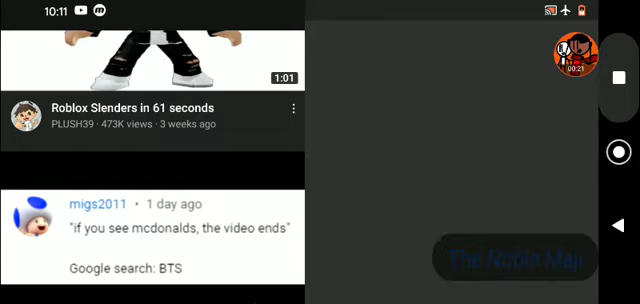 10:11
1:01
Roblox Slenders in 61 seconds
PLUSH39 · 473K views · 3 weeks ago
migs2011 • 1 day ago
"if you see mcdonalds, the video ends"
Google search: BTS
00:21
The Noble Man